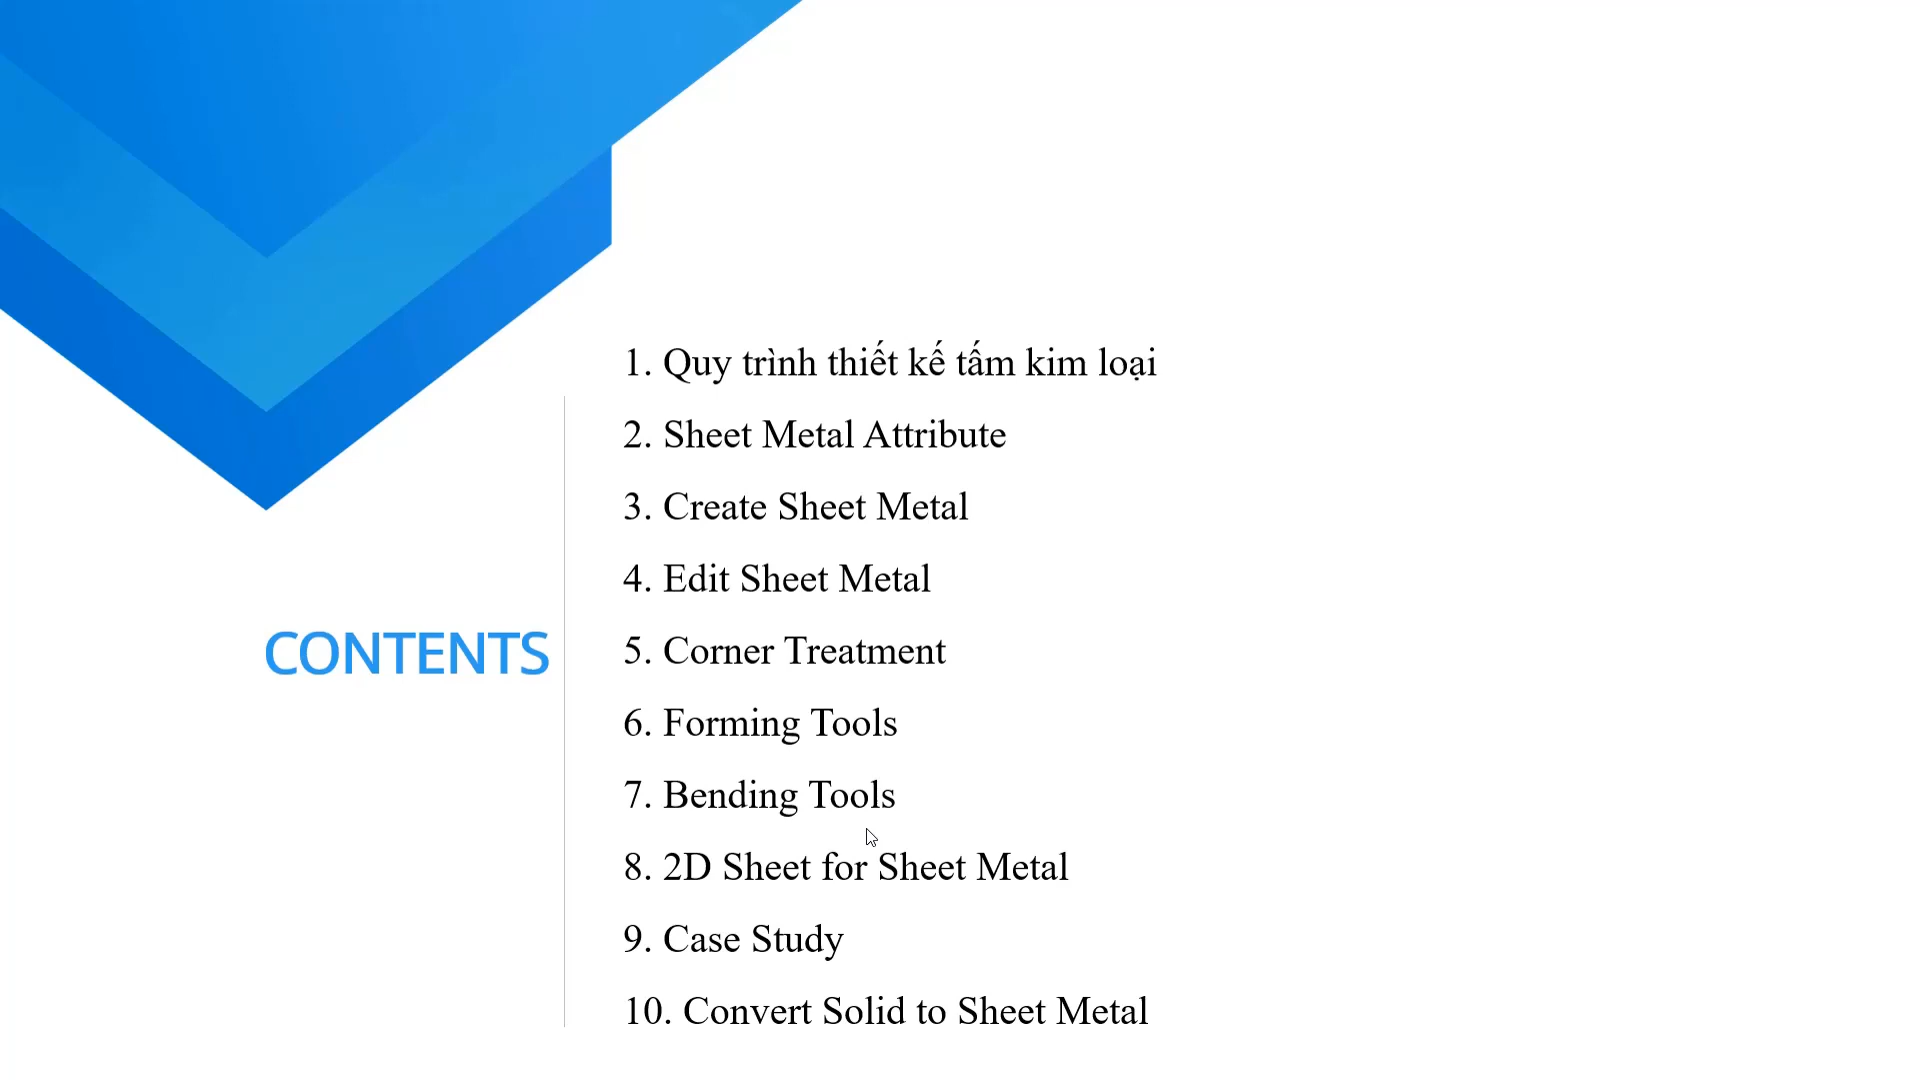 CONTENTS
1. Quy trình thiết kế tấm kim loại
2. Sheet Metal Attribute
3. Create Sheet Metal
4. Edit Sheet Metal
5. Corner Treatment
6. Forming Tools
7. Bending Tools
8. 2D Sheet for Sheet Metal
9. Case Study
10. Convert Solid to Sheet Metal